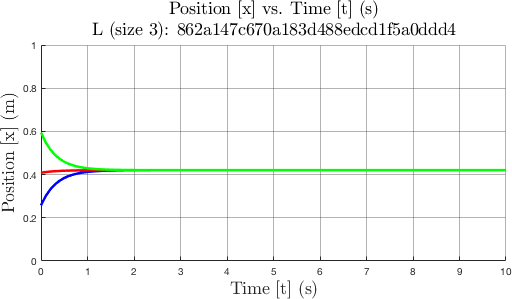 Position [x] vs. Time [t] (s)
L (size 3): 862a147c670a183d488edcd1f5a0ddd4
Position [x] (m)
1
0.8
0.6
0.4
0.2
0
0 1 2 3 4 5 6 7 8 9 10
Time [t] (s)